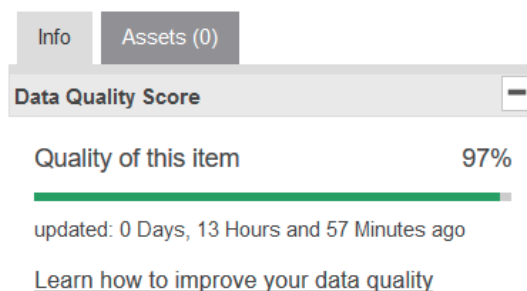 Info Assets (0)
Data Quality Score
Quality of this item 97%
updated: 0 Days, 13 Hours and 57 Minutes ago
Learn how to improve your data quality